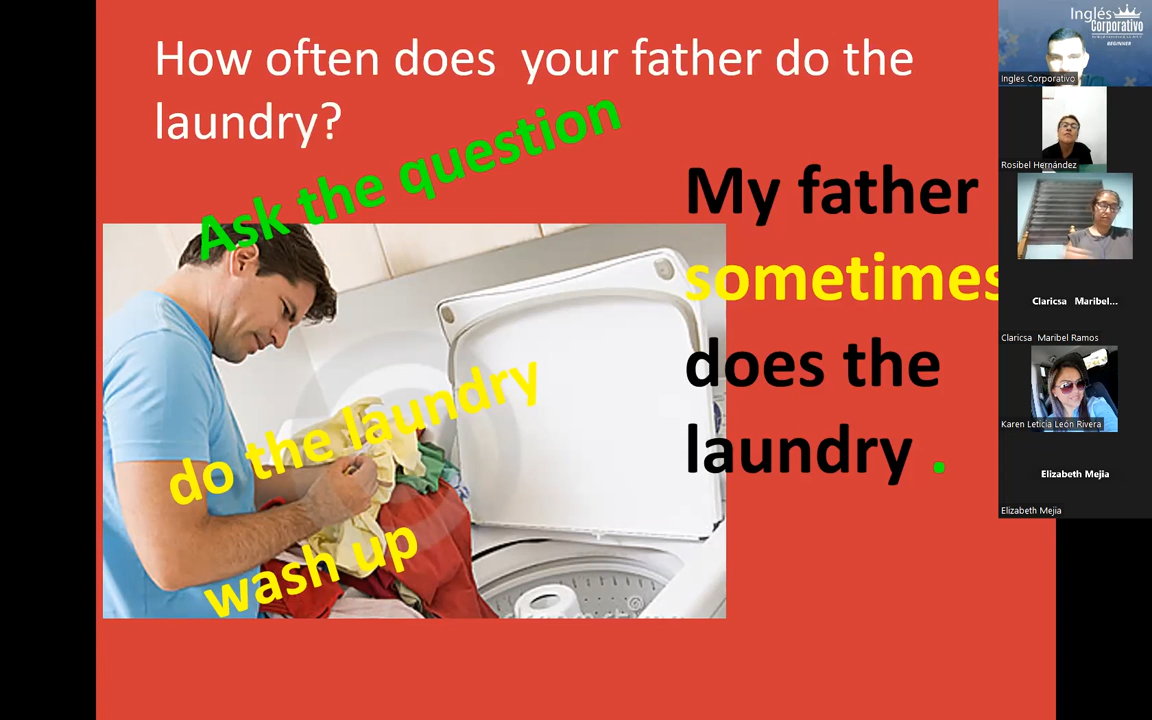 How often does  your father do the
laundry?
Ask the question
My father
sometimes
does the
laundry .
do the laundry
wash up
Inglés
Corporativo
BEGINNER
Ingles Corporativo
Rosibel Hernández
Claricsa  Maribel...
Claricsa  Maribel Ramos
Karen Leticia León Rivera
Elizabeth Mejia
Elizabeth Mejia